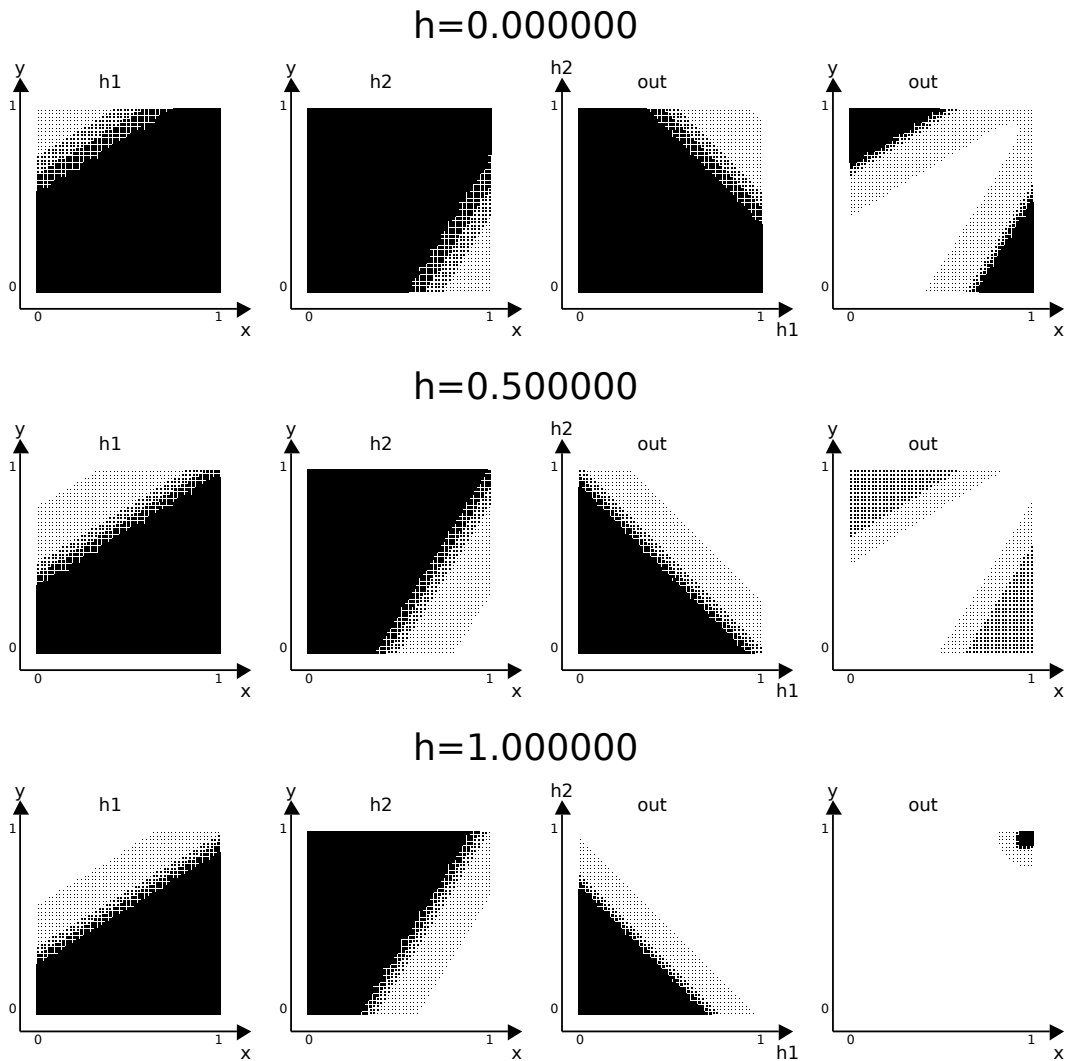 h=0.000000
y h1 1 0 0 1 x
y h2 1 0 0 1 x
h2 out 1 0 0 1 h1
y out 1 0 0 1 x
h=0.500000
y h1 1 0 0 1 x
y h2 1 0 0 1 x
h2 out 1 0 0 1 h1
y out 1 0 0 1 x
h=1.000000
y h1 1 0 0 1 x
y h2 1 0 0 1 x
h2 out 1 0 0 1 h1
y out 1 0 0 1 x